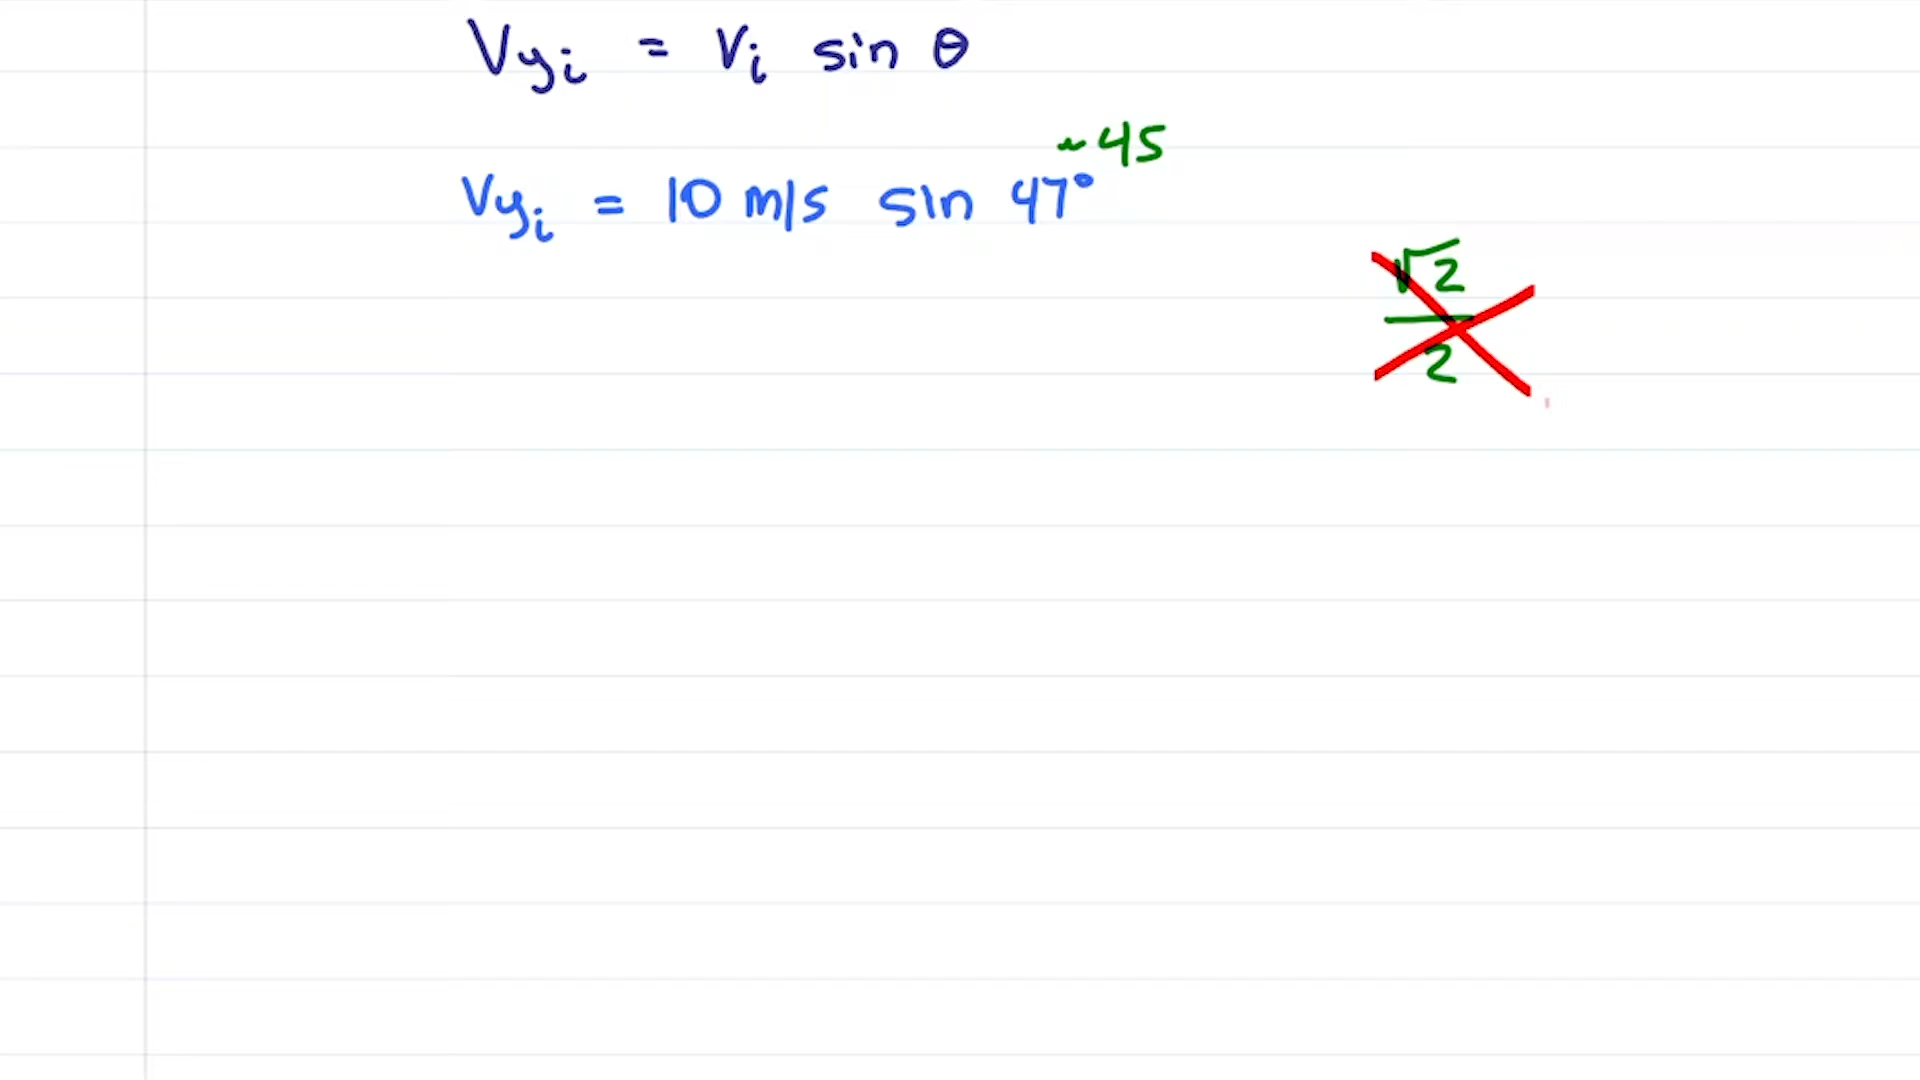 Vyi = Vi sin θ
~45
Vyi = 10 m/s sin 47°
√2
2